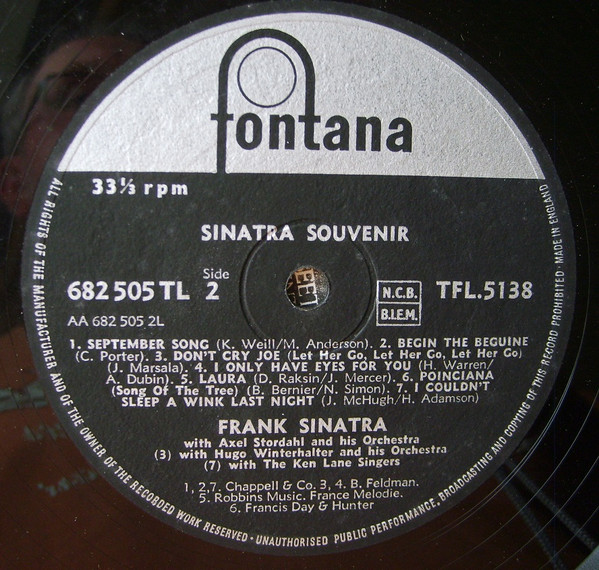 fontana
33⅓ rpm
SINATRA SOUVENIR
682 505 TL
Side
2
N.C.B.
B.I.E.M.
TFL.5138
AA 682 505 2L
1. SEPTEMBER SONG (K. Weill/M. Anderson). 2. BEGIN THE BEGUINE
(C. Porter). 3. DON'T CRY JOE (Let Her Go, Let Her Go, Let Her Go)
(J. Marsala). 4. I ONLY HAVE EYES FOR YOU (H. Warren/
A. Dubin). 5. LAURA (D. Raksin/J. Mercer). 6. POINCIANA
(Song Of The Tree) (B. Bernier/N. Simon). 7. I COULDN'T
SLEEP A WINK LAST NIGHT (J. McHugh/H. Adamson)
FRANK SINATRA
with Axel Stordahl and his Orchestra
(3) with Hugo Winterhalter and his Orchestra
(7) with The Ken Lane Singers
1, 2,7. Chappell & Co. 3, 4. B. Feldman.
5. Robbins Music. France Melodie.
6. Francis Day & Hunter
ALL RIGHTS OF THE MANUFACTURER AND OF THE OWNER OF THE RECORDED WORK RESERVED · UNAUTHORISED PUBLIC PERFORMANCE, BROADCASTING AND COPYING OF THIS RECORD PROHIBITED · MADE IN ENGLAND